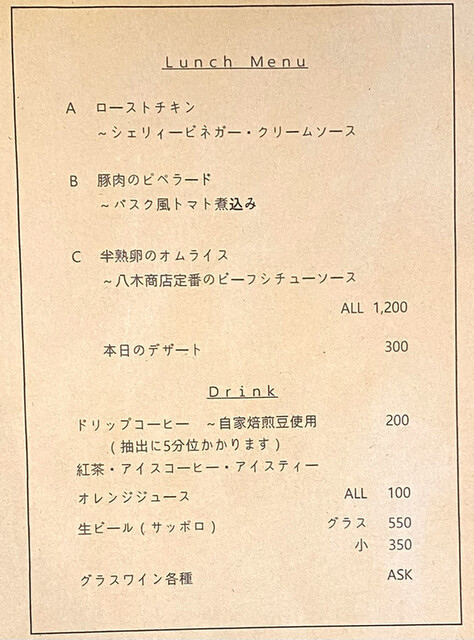 Lunch Menu
A ローストチキン
～シェリィービネガー・クリームソース
B 豚肉のピペラード
～バスク風トマト煮込み
C 半熟卵のオムライス
～八木商店定番のビーフシチューソース
ALL 1,200
本日のデザート 300
Drink
ドリップコーヒー ～自家焙煎豆使用 200
（抽出に5分位かかります）
紅茶・アイスコーヒー・アイスティー
オレンジジュース ALL 100
生ビール（サッポロ） グラス 550
小 350
グラスワイン各種 ASK